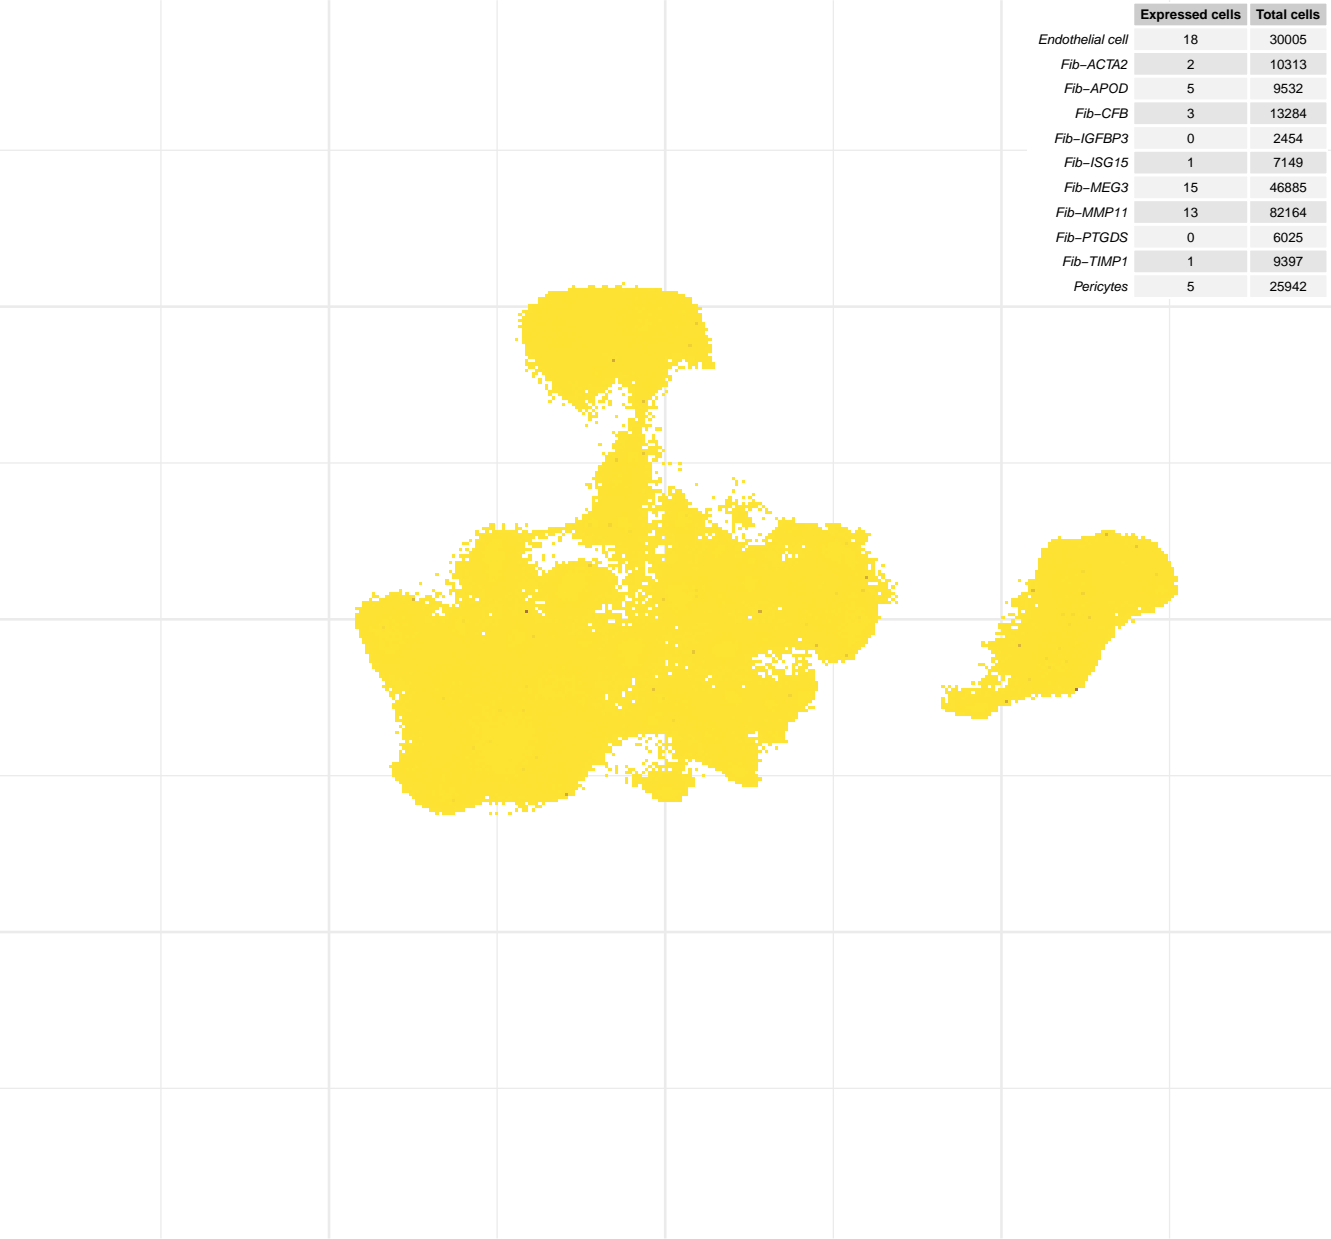 Expressed cells Total cells
Endothelial cell 18 30005
Fib−ACTA2 2 10313
Fib−APOD 5 9532
Fib−CFB 3 13284
Fib−IGFBP3 0 2454
Fib−ISG15 1 7149
Fib−MEG3 15 46885
Fib−MMP11 13 82164
Fib−PTGDS 0 6025
Fib−TIMP1 1 9397
Pericytes 5 25942